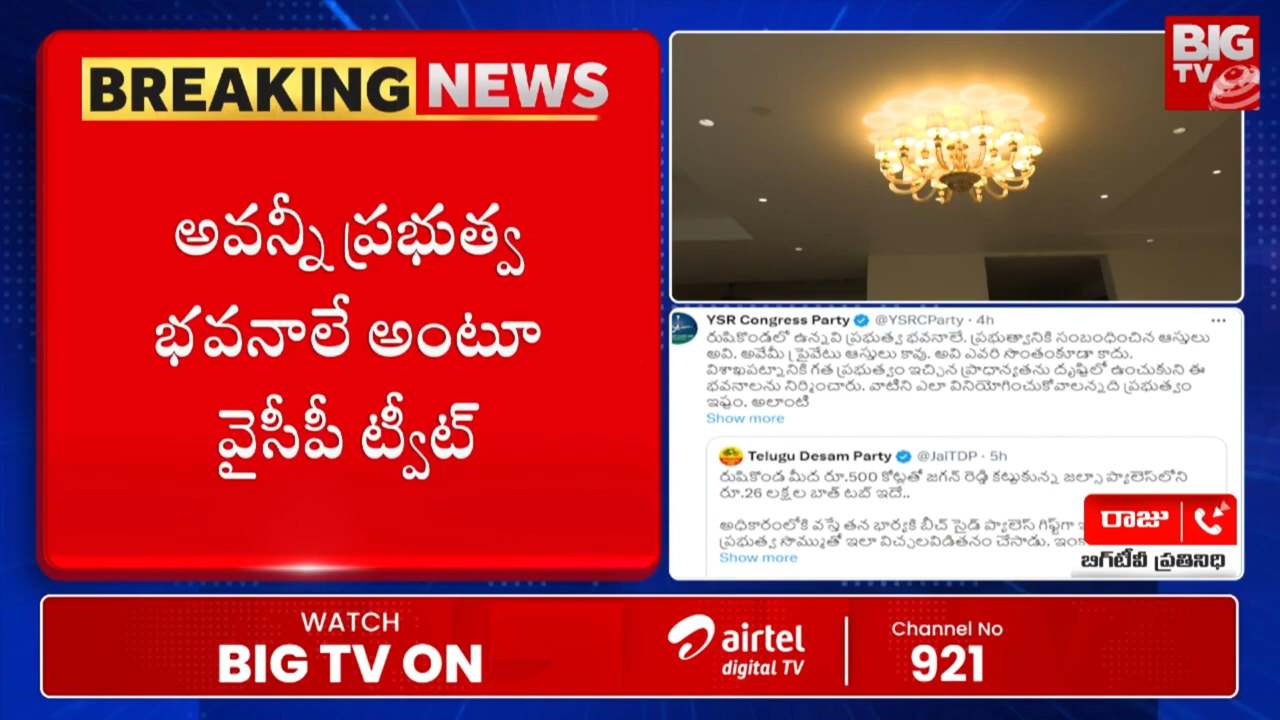 BREAKING NEWS
అవన్నీ ప్రభుత్వ
భవనాలే అంటూ
వైసీపీ ట్వీట్
BIG
TV
YSR Congress Party @YSRCParty · 4h
రుషికొండలో ఉన్నవి ప్రభుత్వ భవనాలే. ప్రభుత్వానికి సంబంధించిన ఆస్తులు
అవి. అవేమీ ప్రైవేటు ఆస్తులు కావు. అవి ఎవరి సొంతంకూడా కాదు.
విశాఖపట్నానికి గత ప్రభుత్వం ఇచ్చిన ప్రాధాన్యతను దృష్టిలో ఉంచుకుని ఈ
భవనాలను నిర్మించారు. వాటిని ఎలా వినియోగించుకోవాలన్నది ప్రభుత్వం
ఇష్టం. అలాంటి
Show more
Telugu Desam Party @JaiTDP · 5h
రుషికొండ మీద రూ.500 కోట్లతో జగన్ రెడ్డి కట్టుకున్న జల్సా ప్యాలెస్‌లోని
రూ.26 లక్షల బాత్ టబ్ ఇదే..
అధికారంలోకి వస్తే తన భార్యకి బీచ్ సైడ్ ప్యాలెస్ గిఫ్ట్‌గా
ప్రభుత్వ సొమ్ముతో ఇలా విచ్చలవిడితనం చేసాడు.
Show more
రాజు
బిగ్‌టీవీ ప్రతినిధి
WATCH
BIG TV ON
airtel
digital TV
Channel No
921